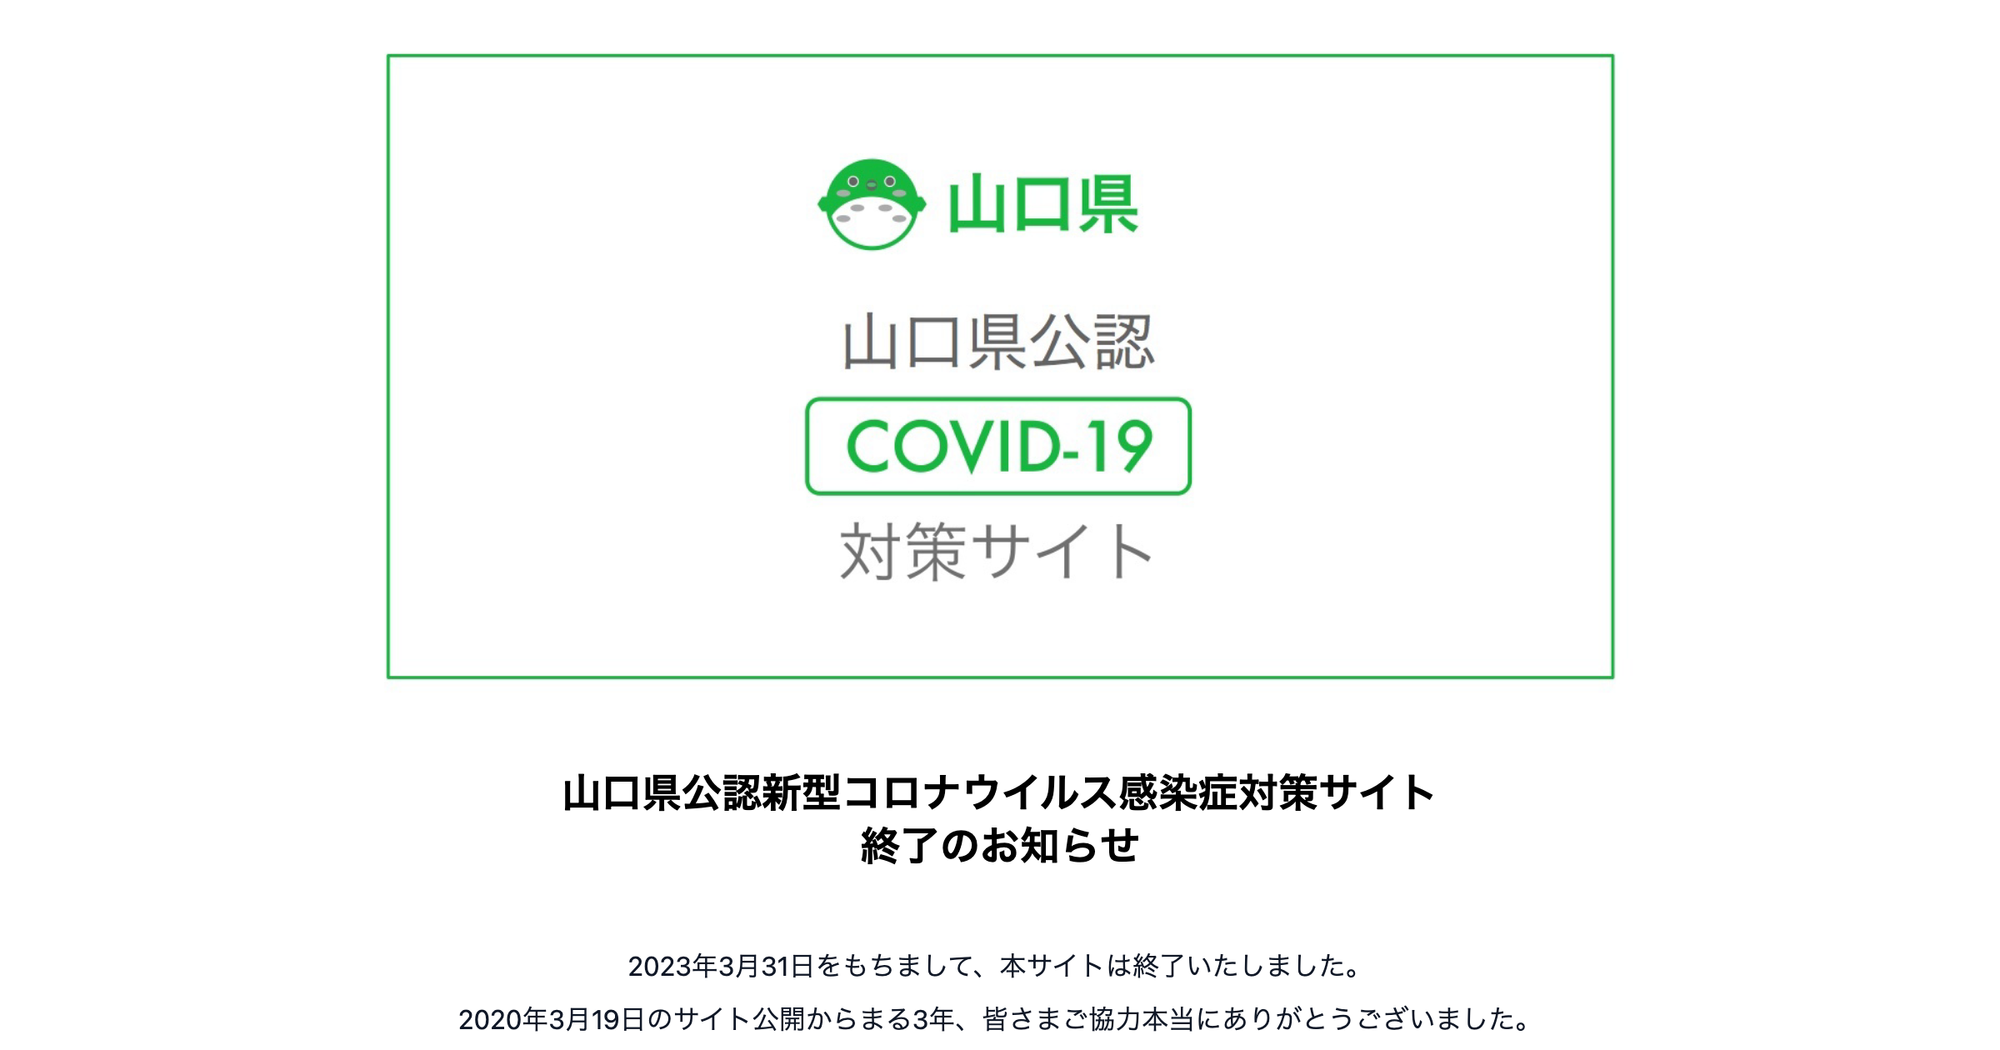 山口県
山口県公認
COVID-19
対策サイト
山口県公認新型コロナウイルス感染症対策サイト
終了のお知らせ
2023年3月31日をもちまして、本サイトは終了いたしました。
2020年3月19日のサイト公開からまる3年、皆さまご協力本当にありがとうございました。